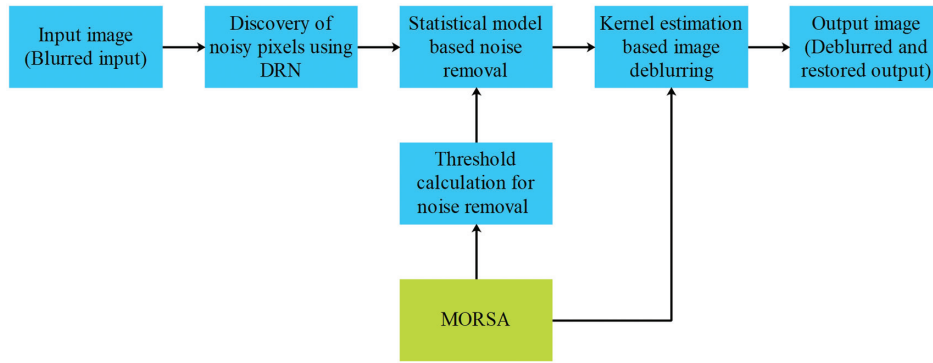 Input image
(Blurred input)
Discovery of
noisy pixels using
DRN
Statistical model
based noise
removal
Kernel estimation
based image
deblurring
Output image
(Deblurred and
restored output)
Threshold
calculation for
noise removal
MORSA